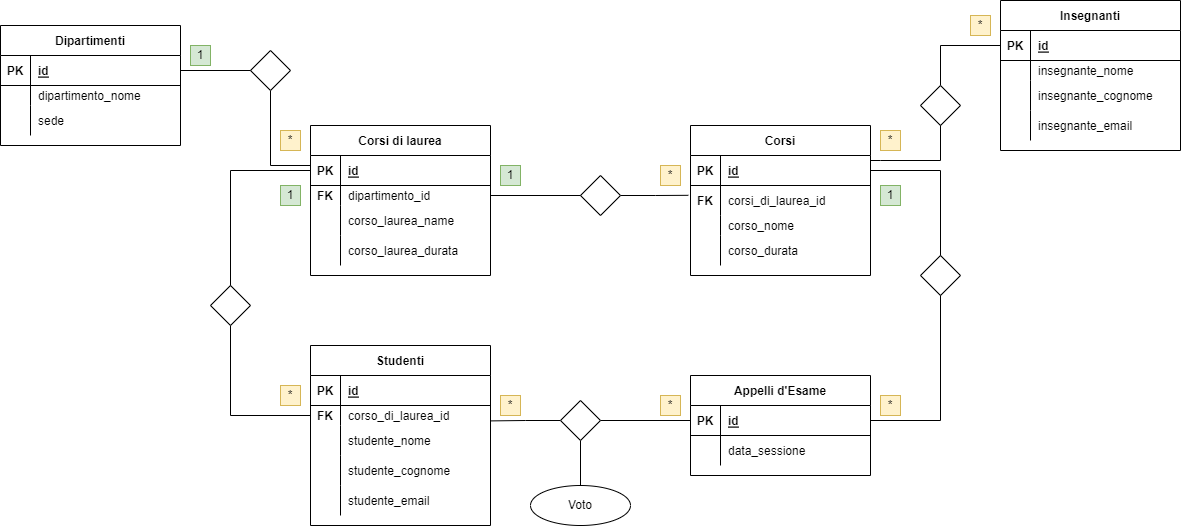 Dipartimenti
PK id
dipartimento_nome
sede
1
*
Insegnanti
PK id
insegnante_nome
insegnante_cognome
insegnante_email
*
Corsi di laurea
PK id
FK dipartimento_id
corso_laurea_name
corso_laurea_durata
1
1
*
Corsi
PK id
FK corsi_di_laurea_id
corso_nome
corso_durata
*
1
Studenti
PK id
FK corso_di_laurea_id
studente_nome
studente_cognome
studente_email
*
*
Voto
*
Appelli d'Esame
PK id
data_sessione
*